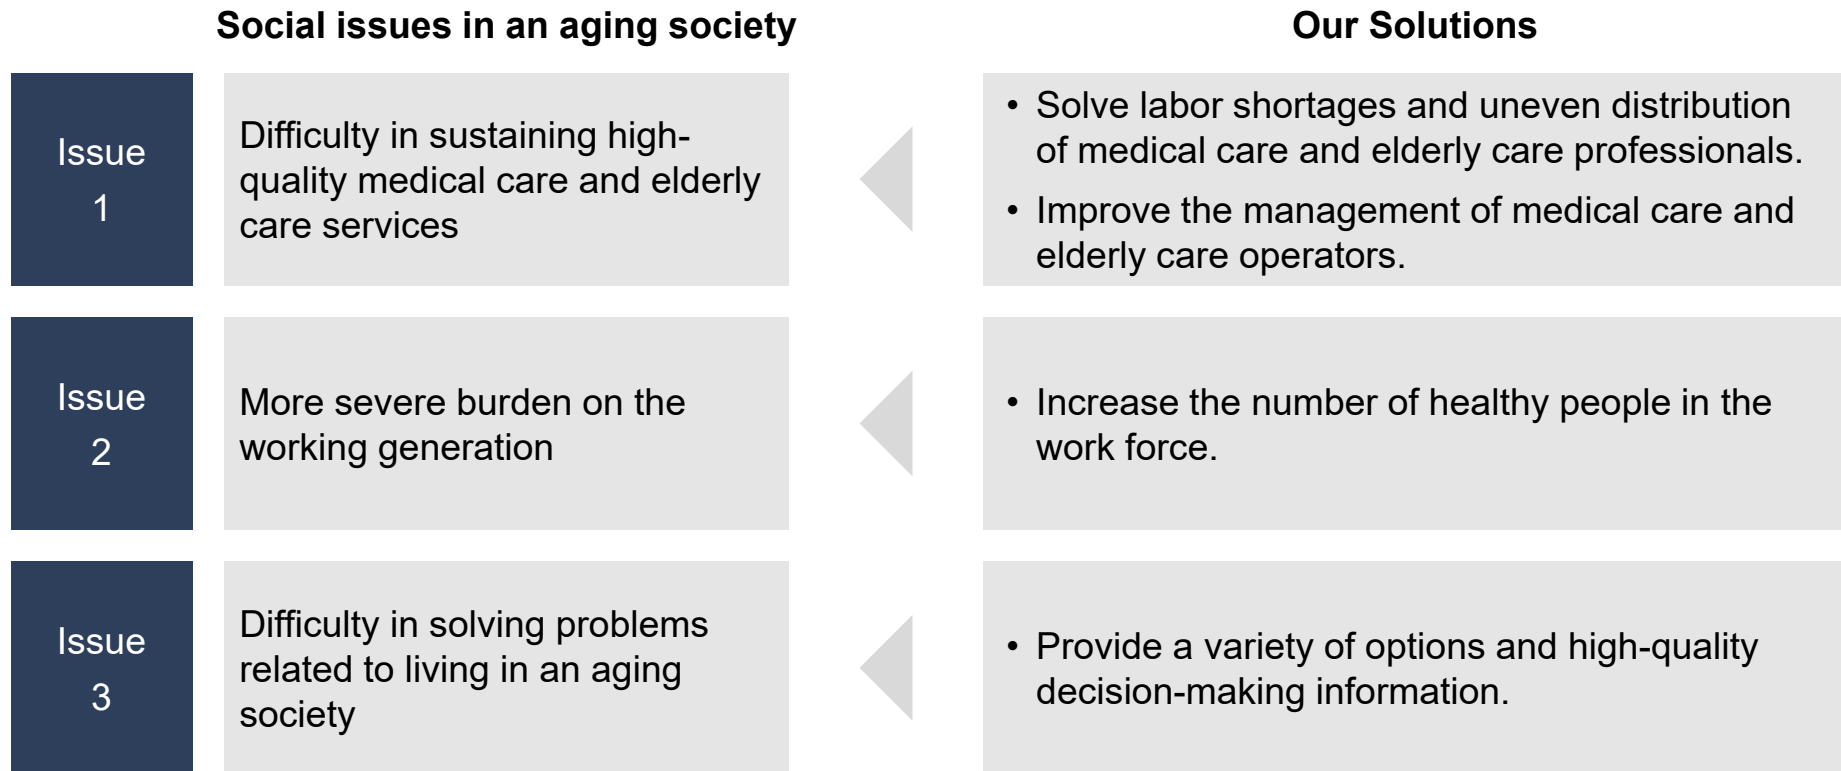 Social issues in an aging society
Our Solutions
Issue
1
Difficulty in sustaining high-
quality medical care and elderly
care services
• Solve labor shortages and uneven distribution
of medical care and elderly care professionals.
• Improve the management of medical care and
elderly care operators.
Issue
2
More severe burden on the
working generation
• Increase the number of healthy people in the
work force.
Issue
3
Difficulty in solving problems
related to living in an aging
society
• Provide a variety of options and high-quality
decision-making information.